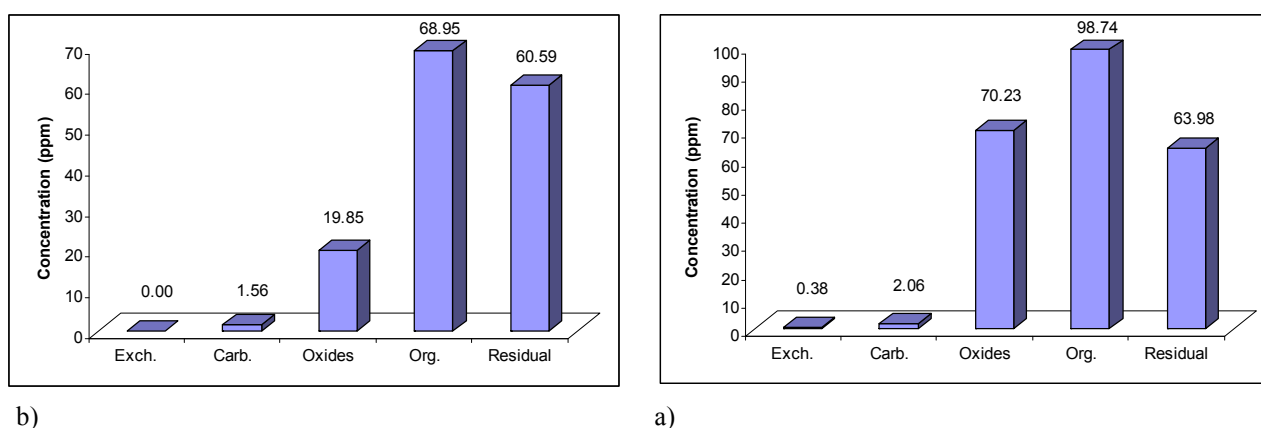 Concentration (ppm)
70
60
50
40
30
20
10
0
0.00
1.56
19.85
68.95
60.59
Exch.
Carb.
Oxides
Org.
Residual
b)
Concentration (ppm)
100
90
80
70
60
50
40
30
20
10
0
0.38
2.06
70.23
98.74
63.98
Exch.
Carb.
Oxides
Org.
Residual
a)